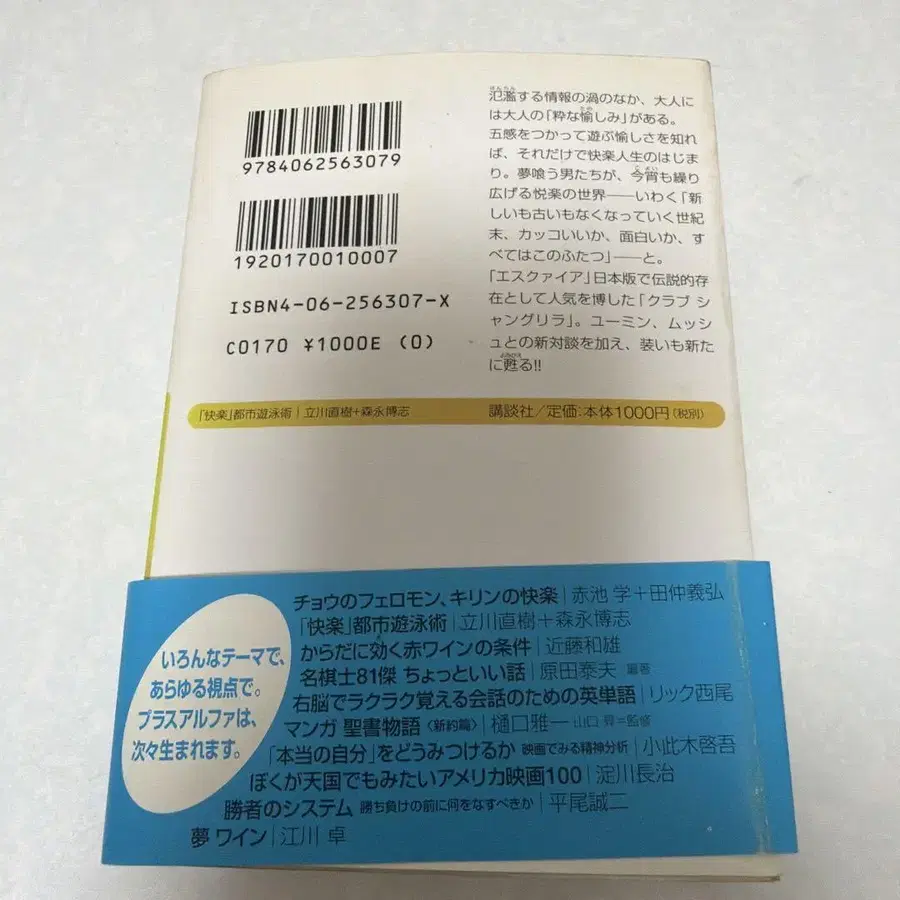 9784062563079
1920170010007
ISBN4-06-256307-X
C0170 ¥1000E (0)
氾濫する情報の渦のなか、大人に
は大人の「粋な愉しみ」がある。
五感をつかって遊ぶ愉しさを知れ
ば、それだけで快楽人生のはじま
り。夢喰う男たちが、今宵も繰り
広げる悦楽の世界――いわく「新
しいも古いもなくなっていく世紀
末、カッコいいか、面白いか、す
べてはこのふたつ」――と。
「エスクァイア」日本版で伝説的存
在として人気を博した「クラブ シ
ャングリラ」。ユーミン、ムッシ
ュとの新対談を加え、装いも新た
に甦る!!
「快楽」都市遊泳術｜立川直樹+森永博志
講談社/定価:本体1000円(税別)
いろんなテーマで、
あらゆる視点で。
プラスアルファは、
次々生まれます。
チョウのフェロモン、キリンの快楽｜赤池 学+田仲義弘
「快楽」都市遊泳術｜立川直樹+森永博志
からだに効く赤ワインの条件｜近藤和雄
名棋士81傑 ちょっといい話｜原田泰夫 編著
右脳でラクラク覚える会話のための英単語｜リック西尾
マンガ 聖書物語〈新約篇〉｜樋口雅一 山口 昇=監修
「本当の自分」をどうみつけるか 映画でみる精神分析｜小此木啓吾
ぼくが天国でもみたいアメリカ映画100｜淀川長治
勝者のシステム 勝ち負けの前に何をなすべきか｜平尾誠二
夢 ワイン｜江川 卓